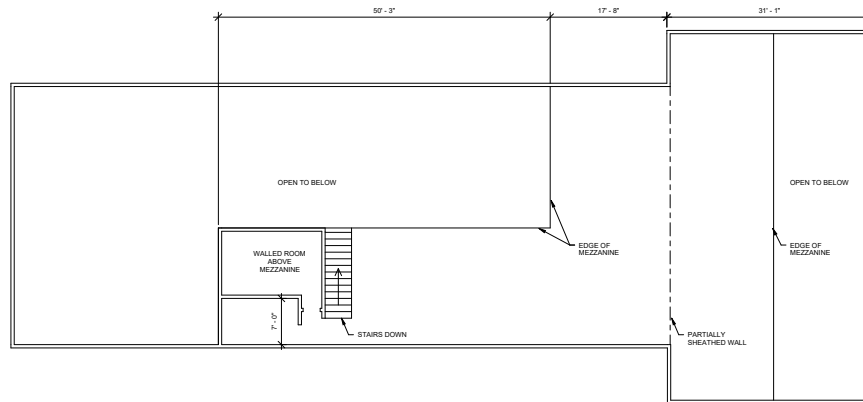 50' - 3"
17' - 8"
31' - 1"
OPEN TO BELOW
OPEN TO BELOW
WALLED ROOM
ABOVE
MEZZANINE
EDGE OF
MEZZANINE
EDGE OF
MEZZANINE
7' - 0"
STAIRS DOWN
PARTIALLY
SHEATHED WALL